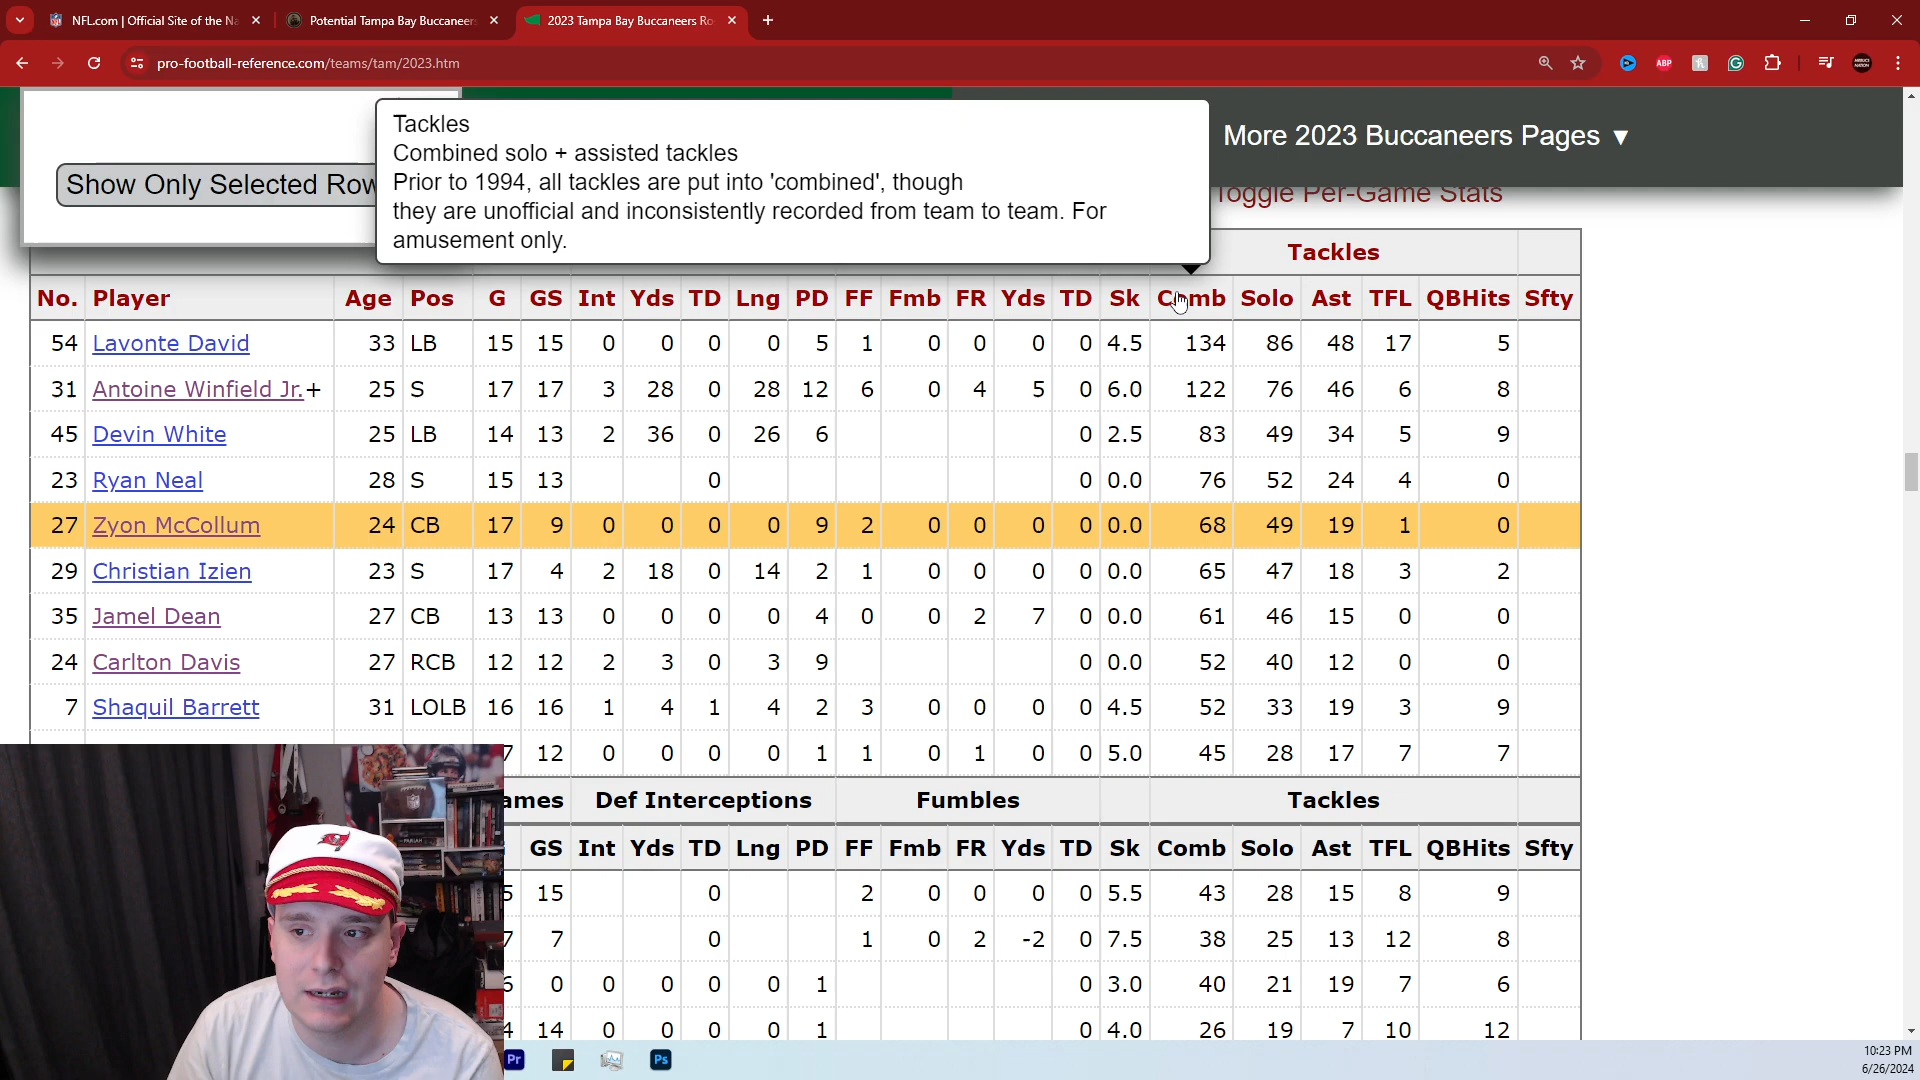 NFL.com | Official Site of the Na
Potential Tampa Bay Buccaneers
2023 Tampa Bay Buccaneers Ro
pro-football-reference.com/teams/tam/2023.htm
ABP
Show Only Selected Row
Tackles
Combined solo + assisted tackles
Prior to 1994, all tackles are put into 'combined', though
they are unofficial and inconsistently recorded from team to team. For
amusement only.
More 2023 Buccaneers Pages ▼
Toggle Per-Game Stats
Tackles
No. Player Age Pos G GS Int Yds TD Lng PD FF Fmb FR Yds TD Sk Comb Solo Ast TFL QBHits Sfty
54 Lavonte David 33 LB 15 15 0 0 0 0 5 1 0 0 0 0 4.5 134 86 48 17 5
31 Antoine Winfield Jr.+ 25 S 17 17 3 28 0 28 12 6 0 4 5 0 6.0 122 76 46 6 8
45 Devin White 25 LB 14 13 2 36 0 26 6 0 2.5 83 49 34 5 9
23 Ryan Neal 28 S 15 13 0 0 0.0 76 52 24 4 0
27 Zyon McCollum 24 CB 17 9 0 0 0 0 9 2 0 0 0 0 0.0 68 49 19 1 0
29 Christian Izien 23 S 17 4 2 18 0 14 2 1 0 0 0 0 0.0 65 47 18 3 2
35 Jamel Dean 27 CB 13 13 0 0 0 0 4 0 0 2 7 0 0.0 61 46 15 0 0
24 Carlton Davis 27 RCB 12 12 2 3 0 3 9 0 0.0 52 40 12 0 0
7 Shaquil Barrett 31 LOLB 16 16 1 4 1 4 2 3 0 0 0 0 4.5 52 33 19 3 9
7 12 0 0 0 0 1 1 0 1 0 0 5.0 45 28 17 7 7
ames Def Interceptions Fumbles Tackles
GS Int Yds TD Lng PD FF Fmb FR Yds TD Sk Comb Solo Ast TFL QBHits Sfty
5 15 0 2 0 0 0 0 5.5 43 28 15 8 9
7 7 0 1 0 2 -2 0 7.5 38 25 13 12 8
6 0 0 0 0 0 1 0 3.0 40 21 19 7 6
4 14 0 0 0 0 1 0 4.0 26 19 7 10 12
Pr
Ps
10:23 PM
6/26/2024